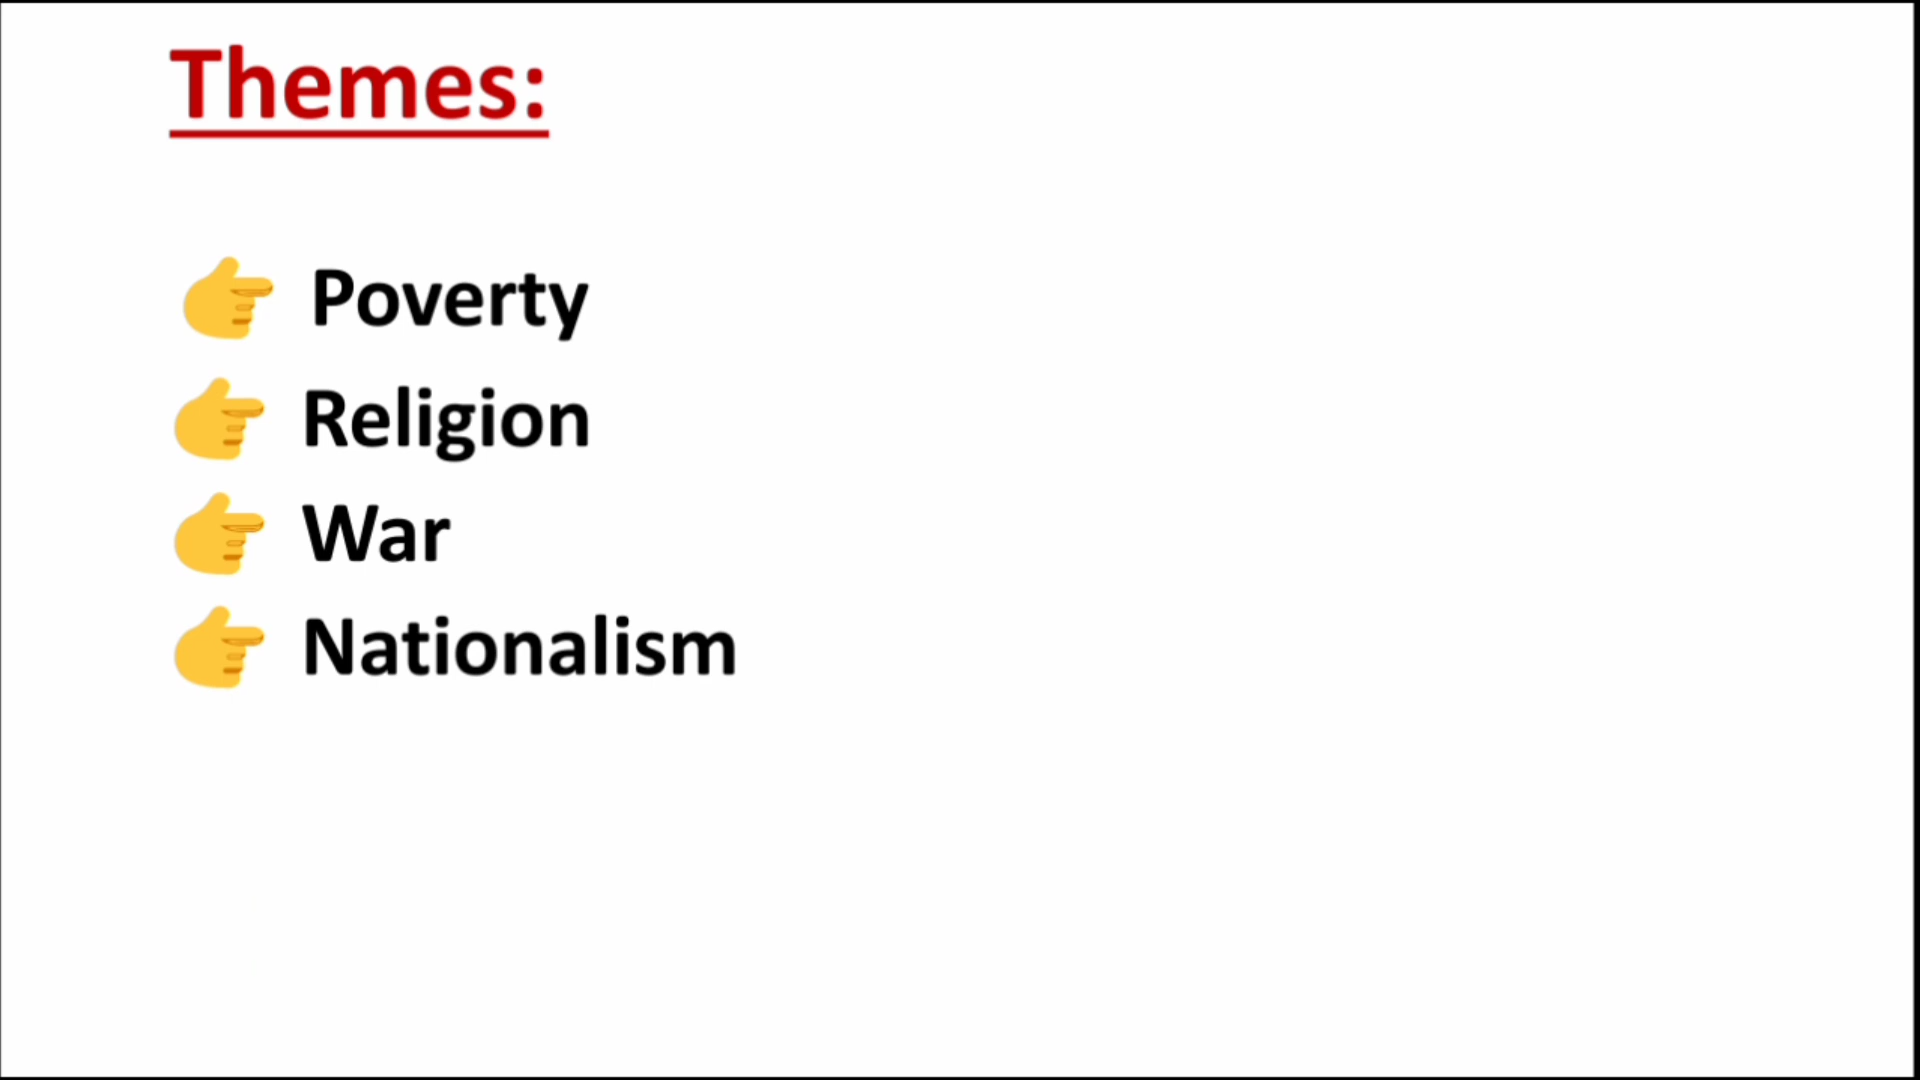 Themes:
👉 Poverty
👉 Religion
👉 War
👉 Nationalism